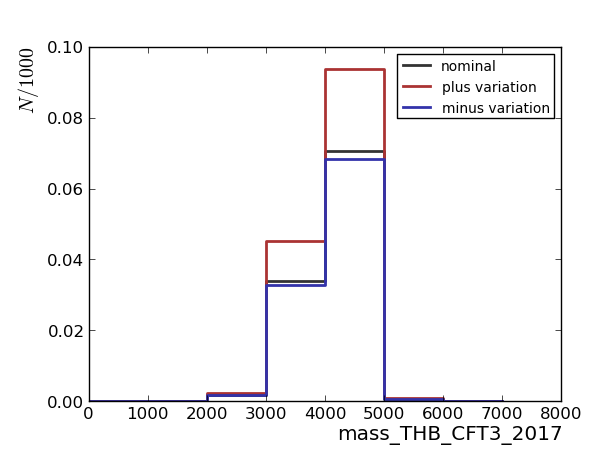 0.10
0.08
0.06
0.04
0.02
0.00
N/1000
nominal
plus variation
minus variation
0 1000 2000 3000 4000 5000 6000 7000 8000
mass_THB_CFT3_2017